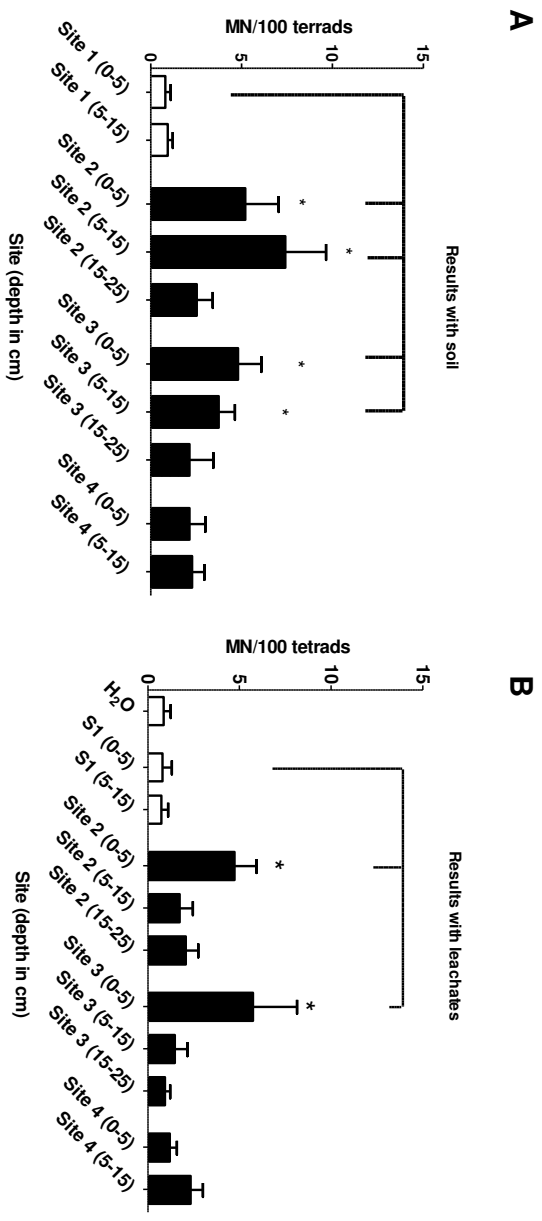 A
Results with soil
MN/100 terrads
15
10
5
0
Site 1 (0-5)
Site 1 (5-15)
Site 2 (0-5)
Site 2 (5-15)
Site 2 (15-25)
Site 3 (0-5)
Site 3 (5-15)
Site 3 (15-25)
Site 4 (0-5)
Site 4 (5-15)
*
*
*
*
Site (depth in cm)
B
Results with leachates
MN/100 tetrads
15
10
5
0
H₂O
S1 (0-5)
S1 (5-15)
Site 2 (0-5)
Site 2 (5-15)
Site 2 (15-25)
Site 3 (0-5)
Site 3 (5-15)
Site 3 (15-25)
Site 4 (0-5)
Site 4 (5-15)
*
*
Site (depth in cm)